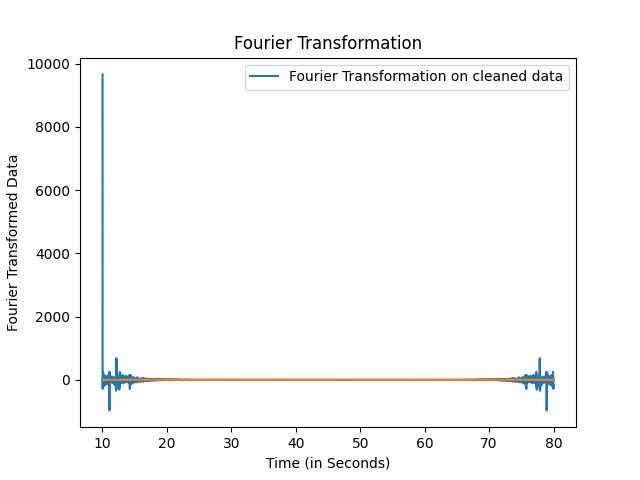 Fourier Transformation
Fourier Transformation on cleaned data
Fourier Transformed Data
10000
8000
6000
4000
2000
0
10 20 30 40 50 60 70 80
Time (in Seconds)